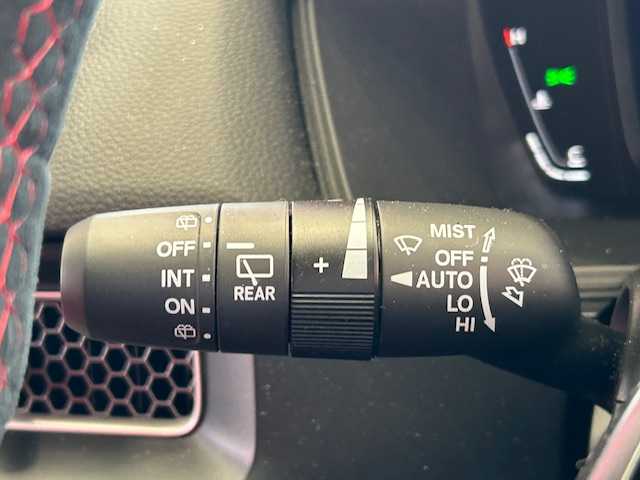 OFF
INT
ON
REAR
+
MIST
OFF
AUTO
LO
HI
H
C